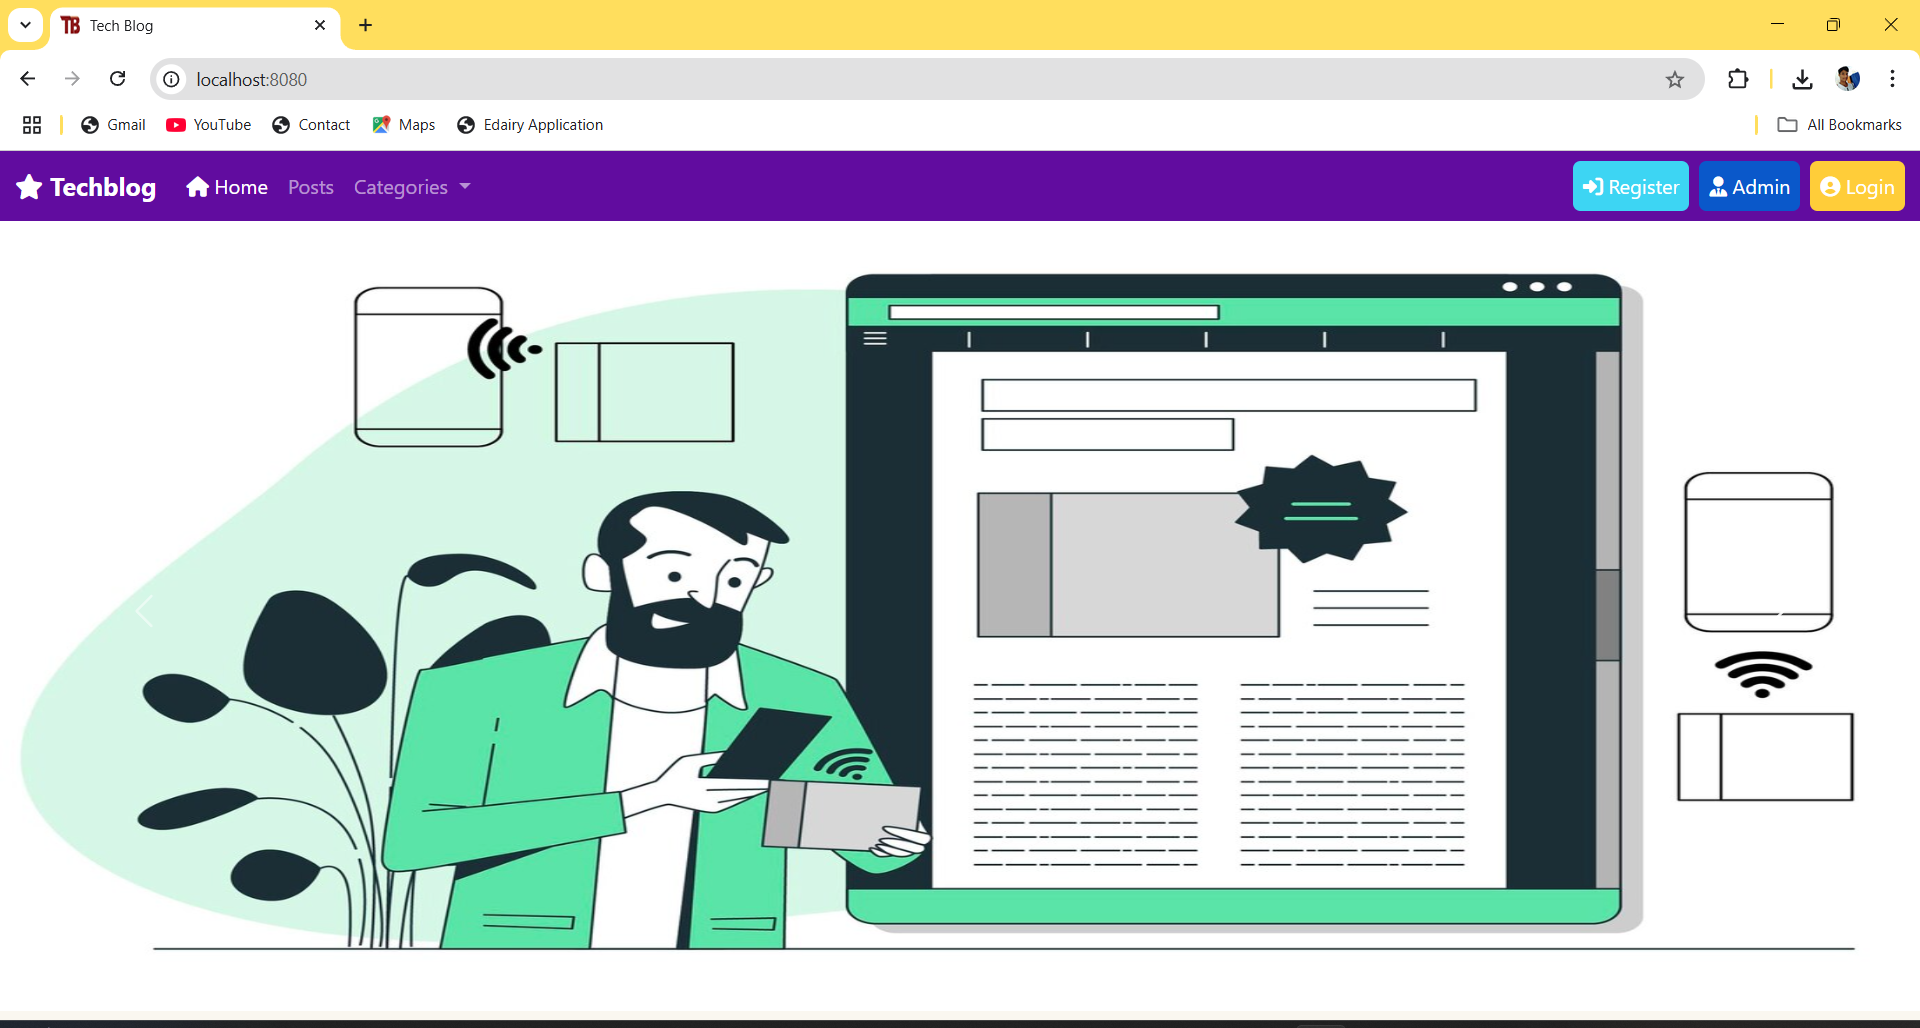 TB Tech Blog
localhost:8080
Gmail YouTube Contact Maps Edairy Application All Bookmarks
Techblog Home Posts Categories Register Admin Login